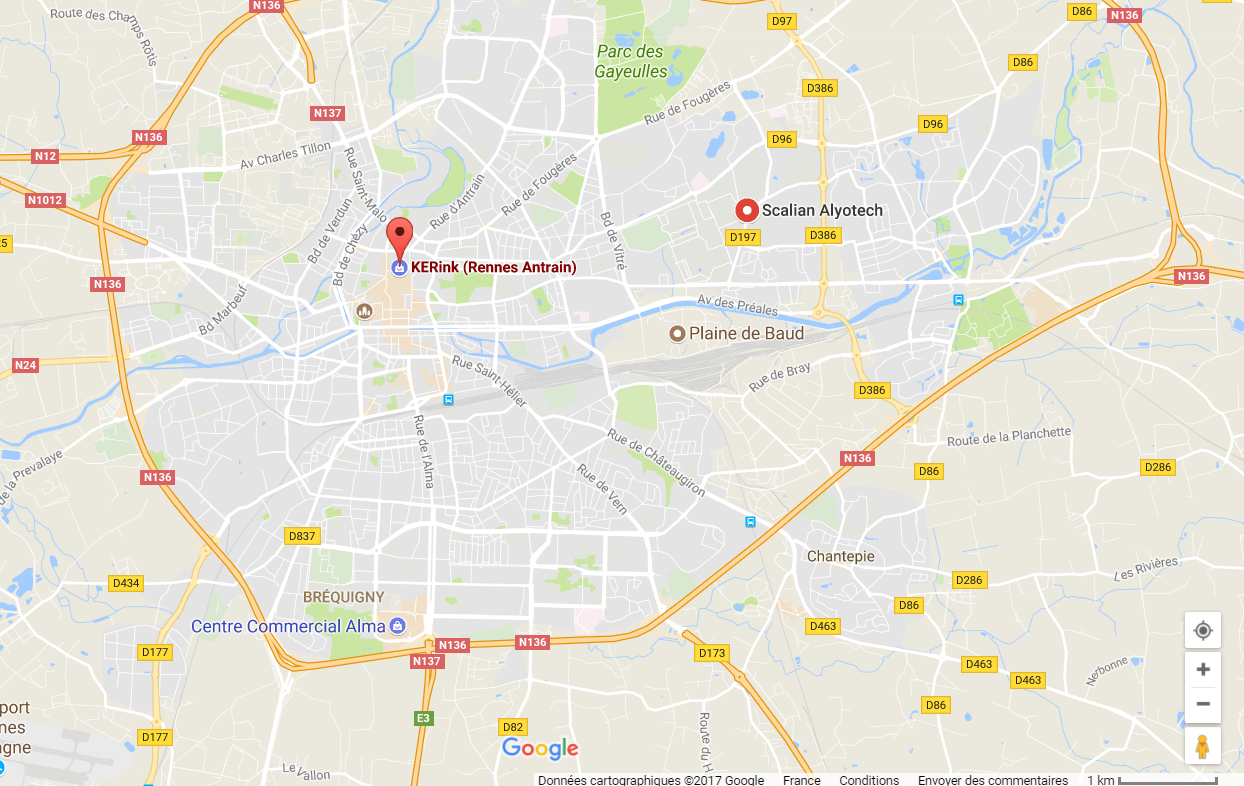 N136
D86
N136
Route des Champs Rôtis
D97
Parc des
Gayeulles
D86
D386
Rue de Fougères
N137
D96
N136
D96
Av Charles Tillon
N12
Rue Saint-Malo
Rue de Fougères
N1012
Rue d'Antrain
Bd de Verdun
Scalian Alyotech
Bd de Vitré
D197
D386
25
Bd de Chézy
KERink (Rennes Antrain)
N136
N136
Bd Marbeuf
Av des Préales
Plaine de Baud
N24
Rue Saint-Hélier
Rue de Bray
D386
Rue de l'Alma
Route de la Planchette
Rue de Châteaugiron
N136
D286
D86
de la Prevalaye
N136
Rue de Vern
D837
Chantepie
Les Rivières
D434
D286
BRÉQUIGNY
D86
Centre Commercial Alma
D463
N136
N136
D177
D173
N137
D463
Nerbonne
D463
port
nes
agne
D86
E3
D82
Route du H
D177
Google
Le Vallon
Données cartographiques ©2017 Google France Conditions Envoyer des commentaires 1 km